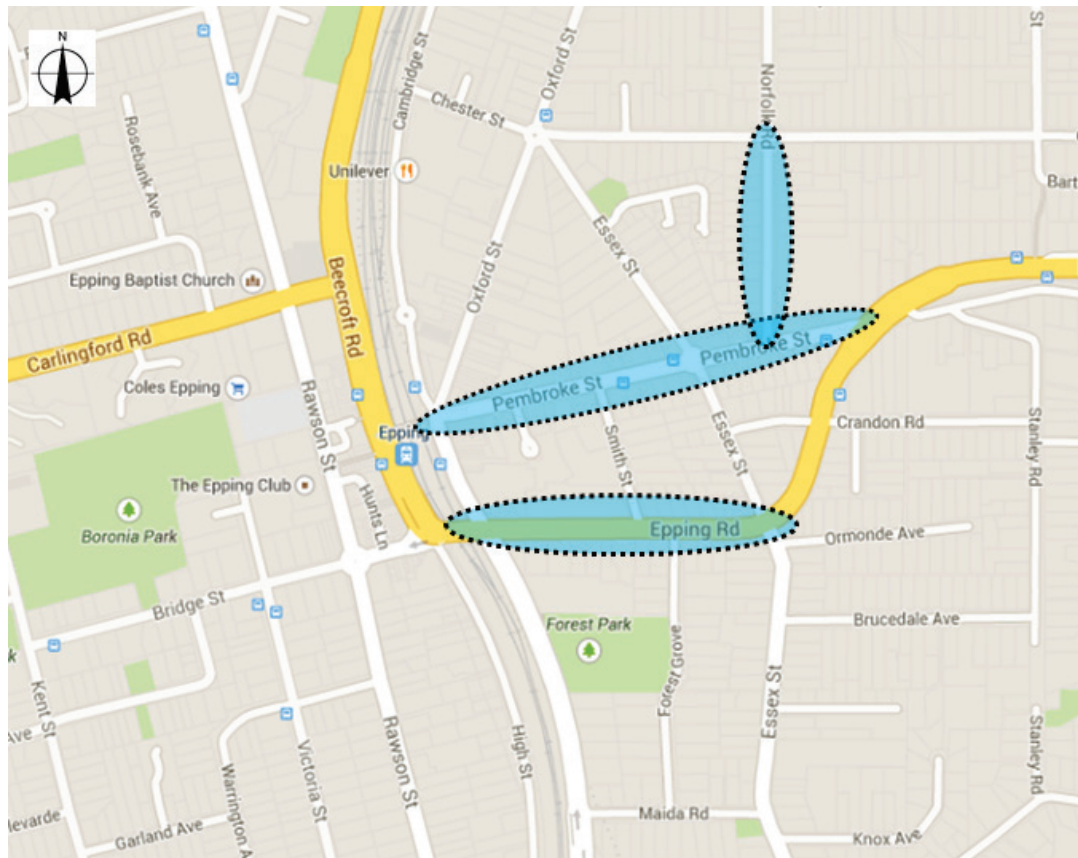 N
St
Cambridge St
Oxford St
Norfolk Rd
Chester St
Rosebank Ave
Unilever
Bart
Essex St
Oxford St
Epping Baptist Church
Beecroft Rd
Carlingford Rd
Pembroke St
Coles Epping
Pembroke St
Rawson St
Epping
Essex St
Crandon Rd
Smith St
Stanley Rd
The Epping Club
Hunts Ln
Boronia Park
Epping Rd
Ormonde Ave
Bridge St
Forest Park
Brucedale Ave
k
Kent St
Forest Grove
Essex St
Ave
Rawson St
High St
Victoria St
Stanley Rd
Warrington A
Maida Rd
levarde
Garland Ave
Knox Ave